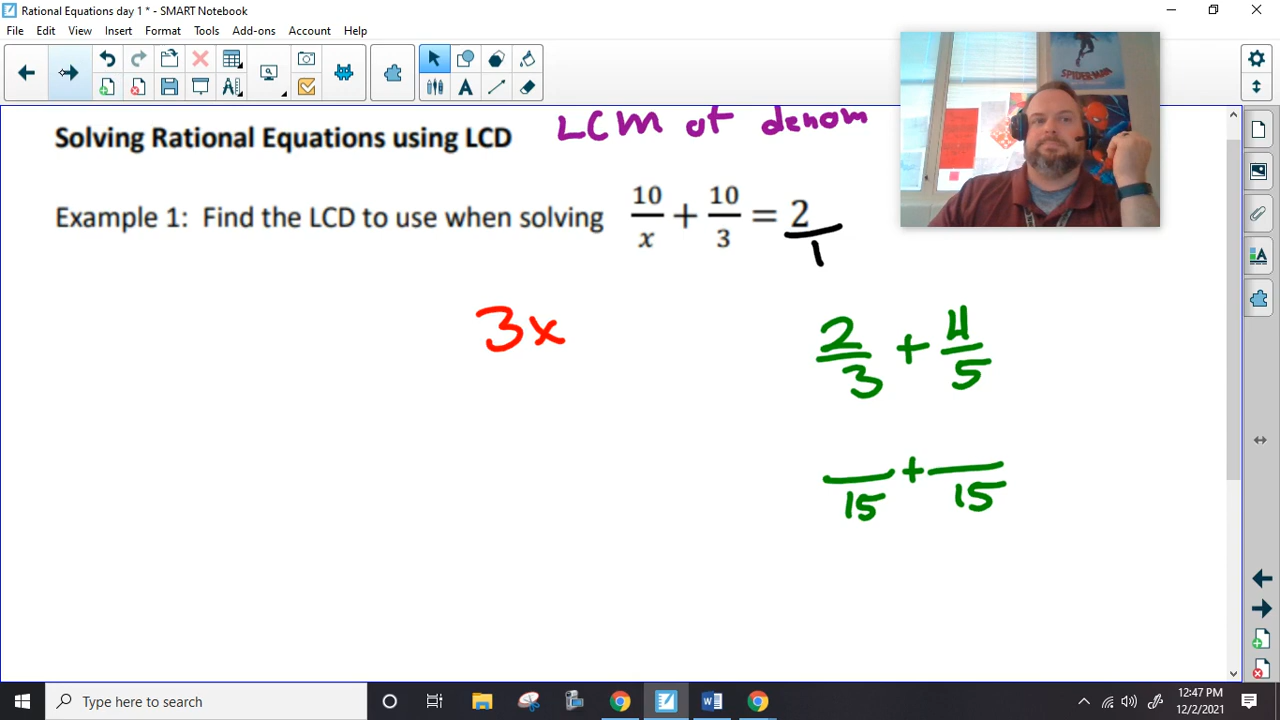 Rational Equations day 1 * - SMART Notebook
File Edit View Insert Format Tools Add-ons Account Help
Solving Rational Equations using LCD LCM of denom
SPIDER-MAN
Example 1: Find the LCD to use when solving 10/x + 10/3 = 2/1
3x
2/3 + 4/5
/15 + /15
Type here to search
12:47 PM
12/2/2021